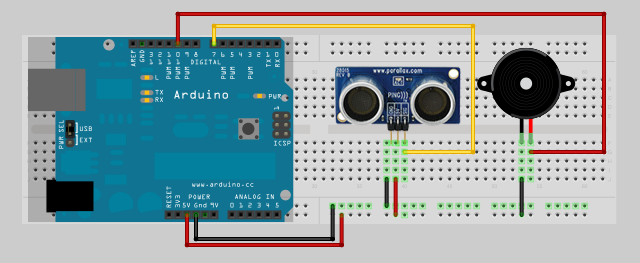 AREF
GND
13
12
11
10
9
8
7
6
5
4
3
2
TX 1
RX 0
PWM
PWM
PWM
PWM
PWM
PWM
DIGITAL
L
TX
RX
Arduino
PWR
ICSP
PWR SEL
USB
EXT
www.arduino.cc
RESET
3V3
5V
Gnd
9V
POWER
ANALOG IN
0 1 2 3 4 5
www.parallax.com
PING)))